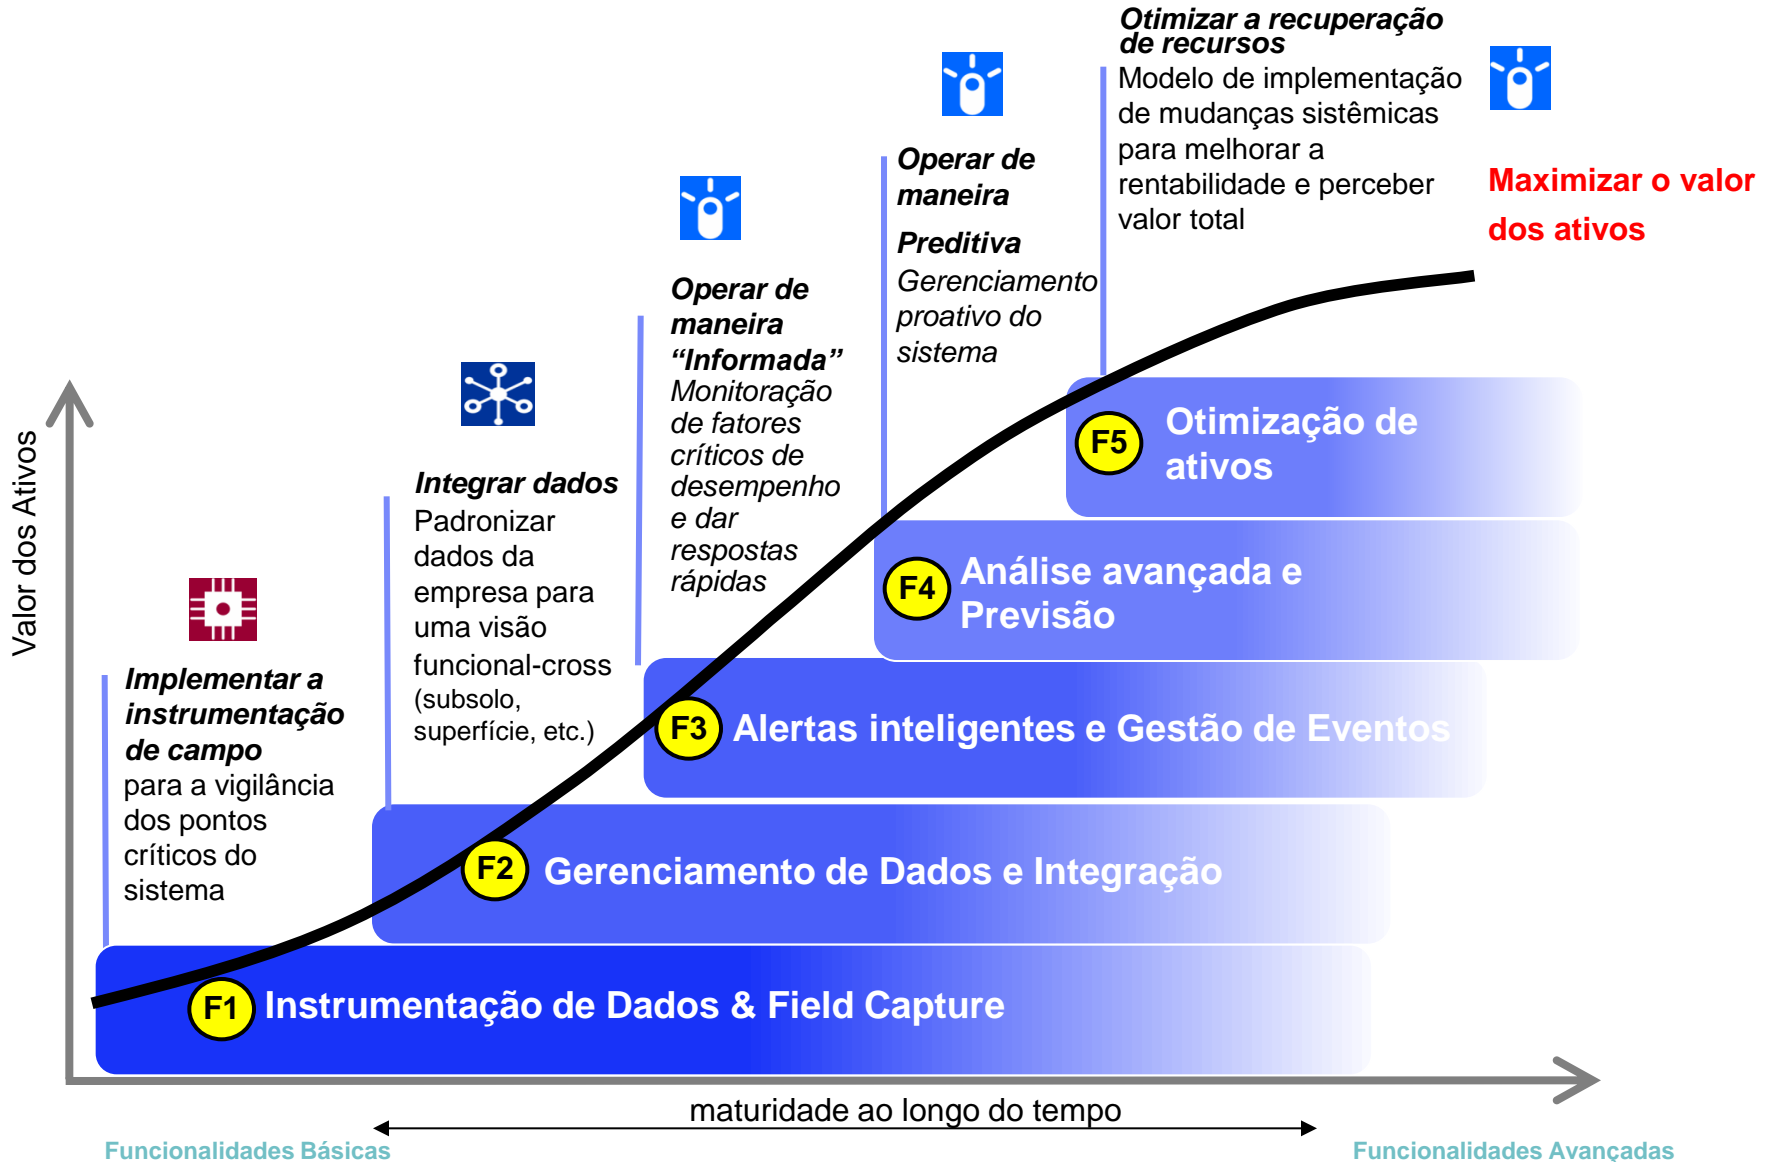 Otimizar a recuperação
de recursos
Modelo de implementação
de mudanças sistêmicas
para melhorar a
rentabilidade e perceber
valor total
Maximizar o valor
dos ativos
Operar de
maneira
Preditiva
Gerenciamento
proativo do
sistema
Operar de
maneira
“Informada”
Monitoração
de fatores
críticos de
desempenho
e dar
respostas
rápidas
Integrar dados
Padronizar
dados da
empresa para
uma visão
funcional-cross
(subsolo,
superfície, etc.)
Implementar a
instrumentação
de campo
para a vigilância
dos pontos
críticos do
sistema
Valor dos Ativos
F5 Otimização de
ativos
F4 Análise avançada e
Previsão
F3 Alertas inteligentes e Gestão de Eventos
F2 Gerenciamento de Dados e Integração
F1 Instrumentação de Dados & Field Capture
maturidade ao longo do tempo
Funcionalidades Básicas
Funcionalidades Avançadas